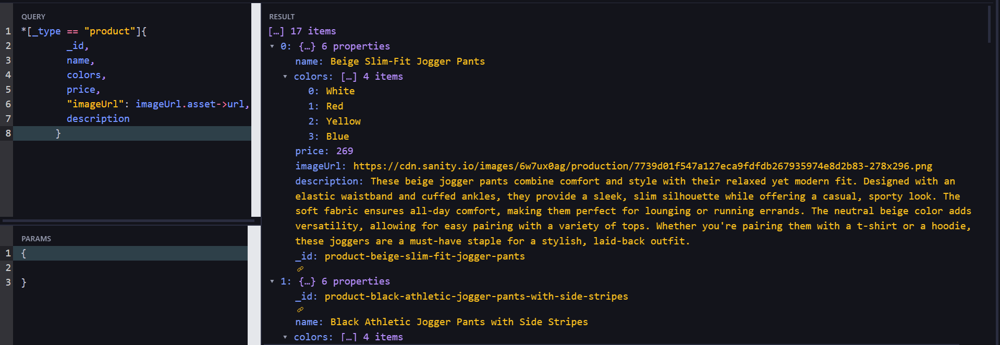 QUERY
1 *[_type == "product"]{
2 _id,
3 name,
4 colors,
5 price,
6 "imageUrl": imageUrl.asset->url,
7 description
8 }
PARAMS
1 {
2
3 }
RESULT
[…] 17 items
0: {…} 6 properties
name: Beige Slim-Fit Jogger Pants
colors: […] 4 items
0: White
1: Red
2: Yellow
3: Blue
price: 269
imageUrl: https://cdn.sanity.io/images/6w7ux0ag/production/7739d01f547a127eca9fdfdb267935974e8d2b83-278x296.png
description: These beige jogger pants combine comfort and style with their relaxed yet modern fit. Designed with an
elastic waistband and cuffed ankles, they provide a sleek, slim silhouette while offering a casual, sporty look. The
soft fabric ensures all-day comfort, making them perfect for lounging or running errands. The neutral beige color adds
versatility, allowing for easy pairing with a variety of tops. Whether you're pairing them with a t-shirt or a hoodie,
these joggers are a must-have staple for a stylish, laid-back outfit.
_id: product-beige-slim-fit-jogger-pants
1: {…} 6 properties
_id: product-black-athletic-jogger-pants-with-side-stripes
name: Black Athletic Jogger Pants with Side Stripes
colors: […] 4 items